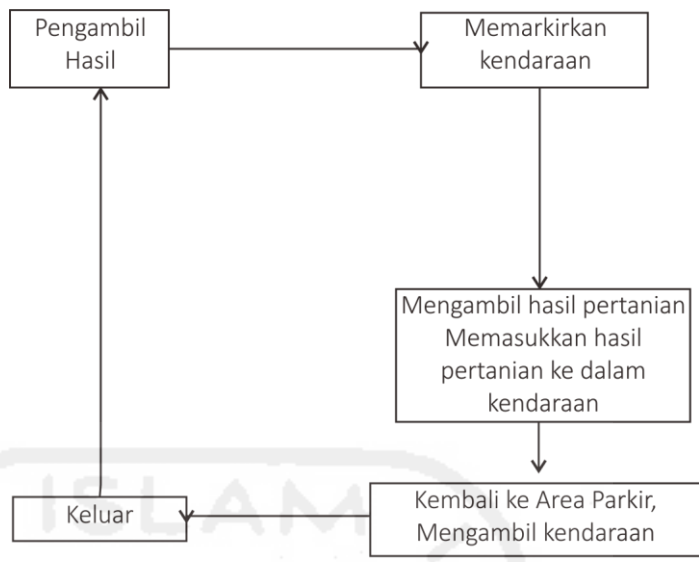 Pengambil
Hasil
Memarkirkan
kendaraan
Mengambil hasil pertanian
Memasukkan hasil
pertanian ke dalam
kendaraan
Kembali ke Area Parkir,
Mengambil kendaraan
Keluar
ISLAM